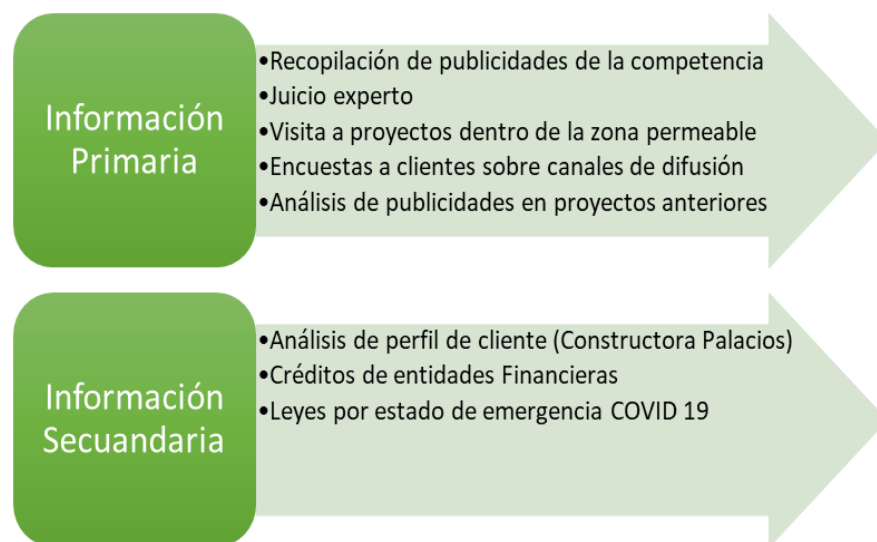 Información
Primaria
•Recopilación de publicidades de la competencia
•Juicio experto
•Visita a proyectos dentro de la zona permeable
•Encuestas a clientes sobre canales de difusión
•Análisis de publicidades en proyectos anteriores
Información
Secuandaria
•Análisis de perfil de cliente (Constructora Palacios)
•Créditos de entidades Financieras
•Leyes por estado de emergencia COVID 19